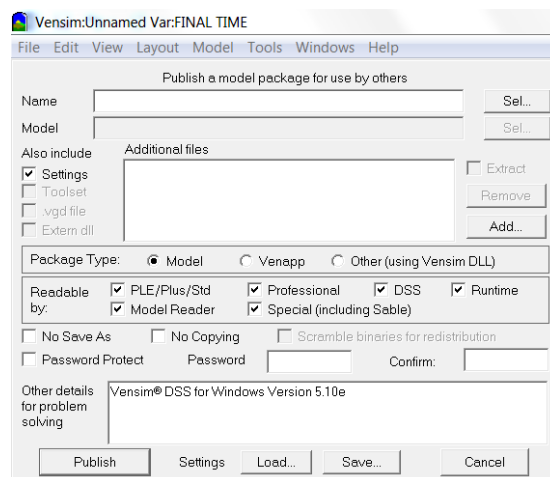 Vensim:Unnamed Var:FINAL TIME
File Edit View Layout Model Tools Windows Help
Publish a model package for use by others
Name Sel...
Model Sel...
Also include Additional files
Settings Extract
Toolset Remove
.vgd file
Extern dll Add...
Package Type: Model Venapp Other (using Vensim DLL)
Readable by: PLE/Plus/Std Professional DSS Runtime
Model Reader Special (including Sable)
No Save As No Copying Scramble binaries for redistribution
Password Protect Password Confirm:
Other details for problem solving
Vensim® DSS for Windows Version 5.10e
Publish Settings Load... Save... Cancel